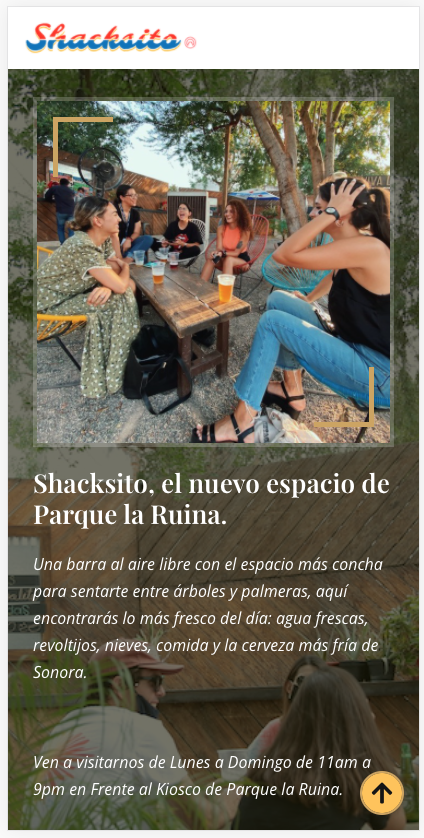 Shacksito
Shacksito, el nuevo espacio de
Parque la Ruina.
Una barra al aire libre con el espacio más concha
para sentarte entre árboles y palmeras, aquí
encontrarás lo más fresco del día: agua frescas,
revoltijos, nieves, comida y la cerveza más fría de
Sonora.
Ven a visitarnos de Lunes a Domingo de 11am a
9pm en Frente al Kiosco de Parque la Ruina.